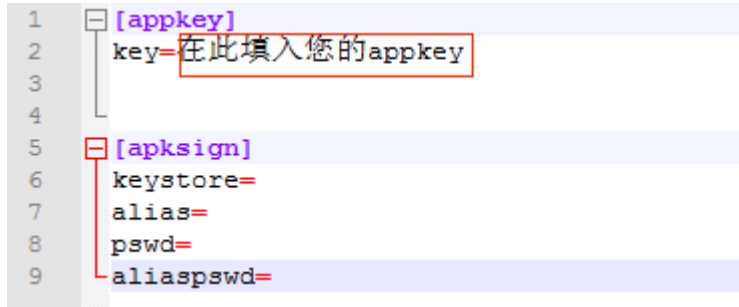 1 [appkey]
2 key=在此填入您的appkey
3
4
5 [apksign]
6 keystore=
7 alias=
8 pswd=
9 aliaspswd=